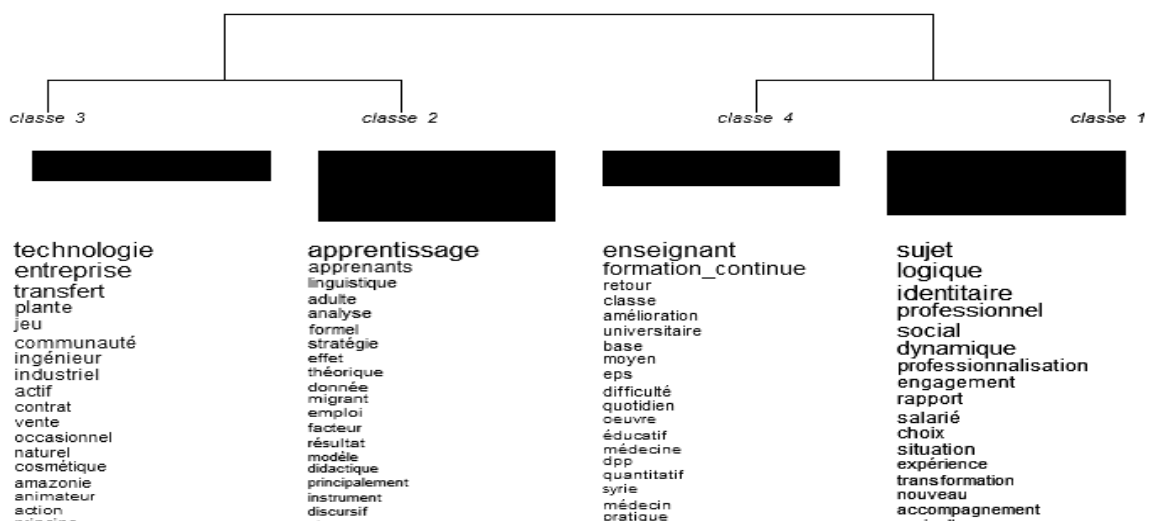 classe 3
classe 2
classe 4
classe 1
technologie
entreprise
transfert
plante
jeu
communauté
ingénieur
industriel
actif
contrat
vente
occasionnel
naturel
cosmétique
amazonie
animateur
action
apprentissage
apprenants
linguistique
adulte
analyse
formel
stratégie
effet
théorique
donnée
migrant
emploi
facteur
résultat
modèle
didactique
principalement
instrument
discursif
enseignant
formation_continue
retour
classe
amélioration
universitaire
base
moyen
eps
difficulté
quotidien
oeuvre
éducatif
médecine
dpp
quantitatif
syrie
médecin
pratique
sujet
logique
identitaire
professionnel
social
dynamique
professionnalisation
engagement
rapport
salarié
choix
situation
expérience
transformation
nouveau
accompagnement